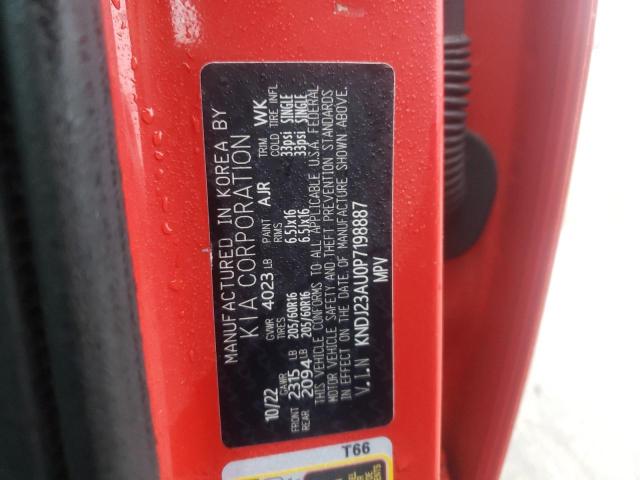 MANUFACTURED IN KOREA BY
KIA CORPORATION
10/22 GVWR 4023 LB PAINT AJR TRIM WK
GAWR TIRES RIMS COLD TIRE INFL
FRONT 2315 LB 205/60R16 6.5Jx16 33psi SINGLE
REAR 2094 LB 205/60R16 6.5Jx16 33psi SINGLE
THIS VEHICLE CONFORMS TO ALL APPLICABLE U.S.A. FEDERAL
MOTOR VEHICLE SAFETY AND THEFT PREVENTION STANDARDS
IN EFFECT ON THE DATE OF MANUFACTURE SHOWN ABOVE.
V.I.N KNDJ23AU0P7198887
MPV
T66